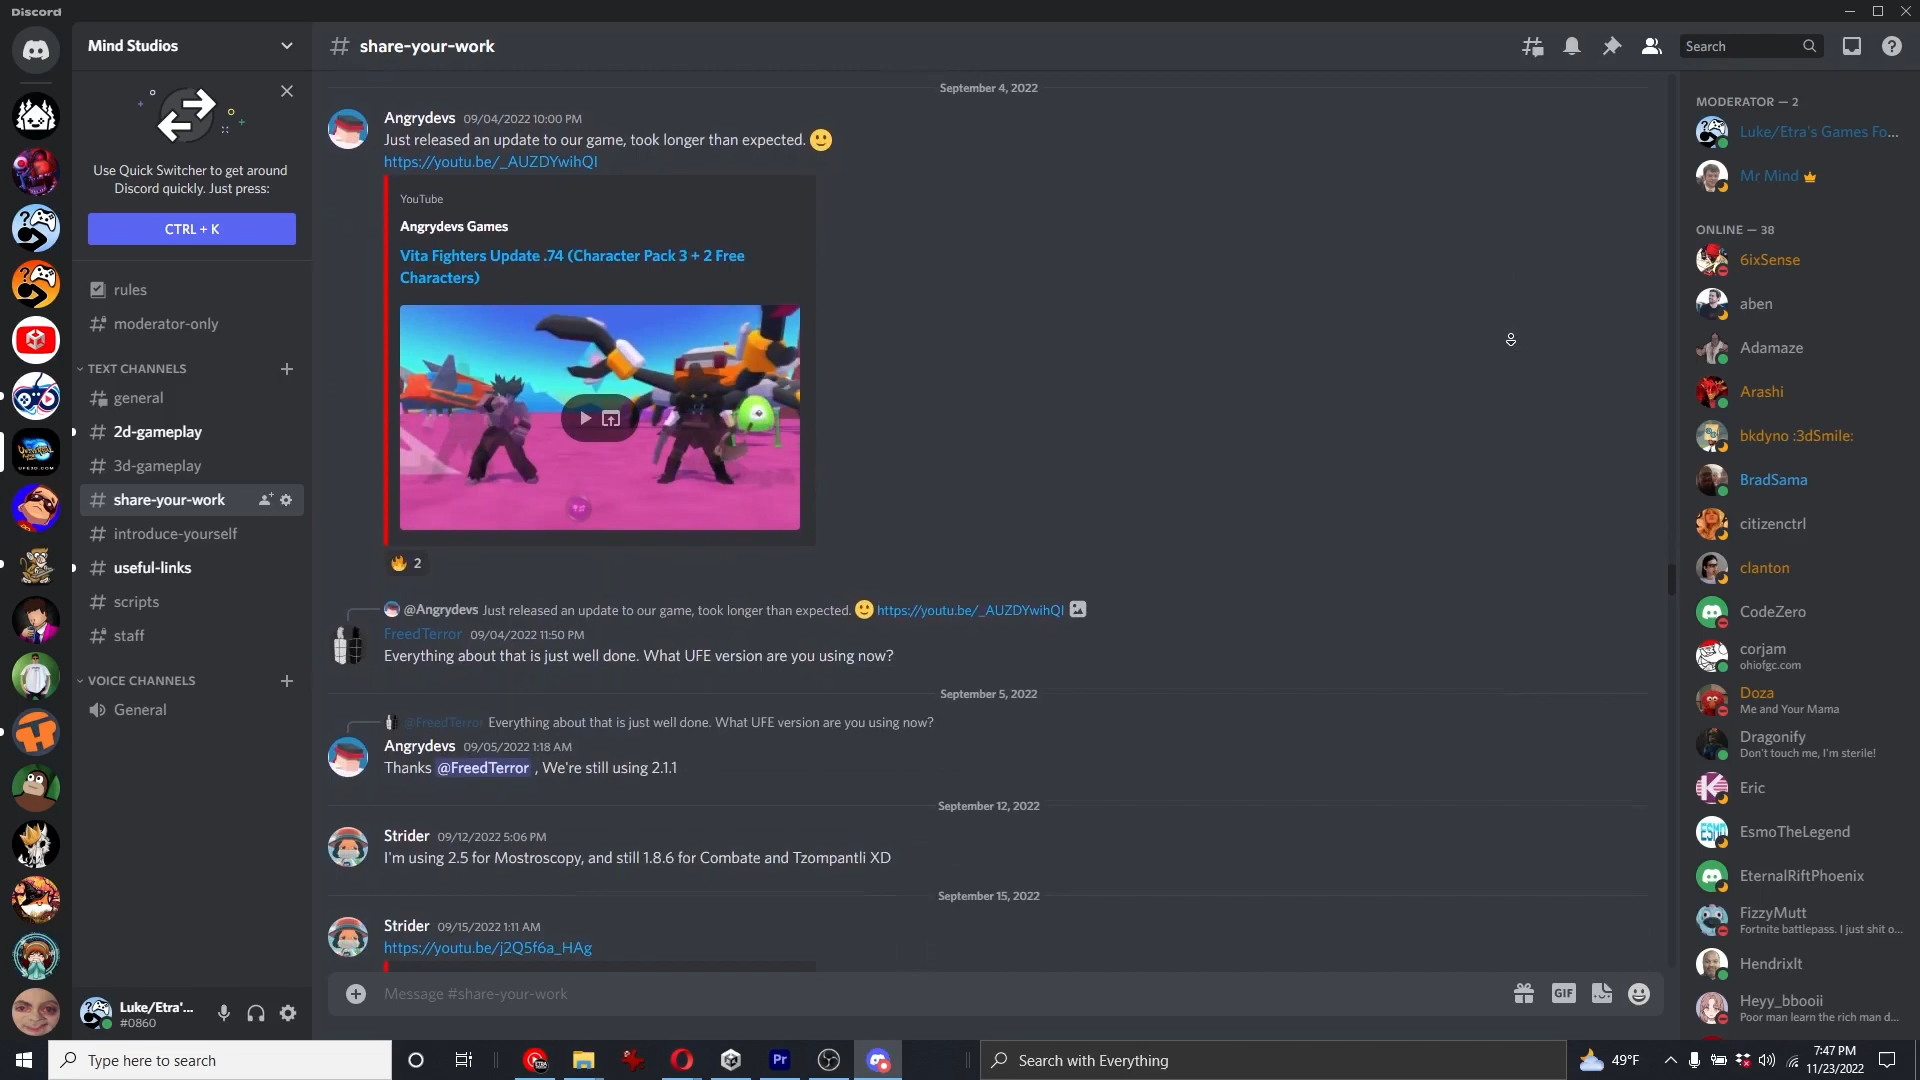 Discord
Mind Studios
Use Quick Switcher to get around
Discord quickly. Just press:
CTRL + K
rules
moderator-only
TEXT CHANNELS
general
2d-gameplay
3d-gameplay
share-your-work
introduce-yourself
useful-links
scripts
staff
VOICE CHANNELS
General
Luke/Etra'...
#0860
share-your-work
Search
September 4, 2022
Angrydevs 09/04/2022 10:00 PM
Just released an update to our game, took longer than expected.
https://youtu.be/_AUZDYwihQI
YouTube
Angrydevs Games
Vita Fighters Update .74 (Character Pack 3 + 2 Free
Characters)
2
@Angrydevs Just released an update to our game, took longer than expected. https://youtu.be/_AUZDYwihQI
FreedTerror 09/04/2022 11:50 PM
Everything about that is just well done. What UFE version are you using now?
September 5, 2022
@FreedTerror Everything about that is just well done. What UFE version are you using now?
Angrydevs 09/05/2022 1:18 AM
Thanks @FreedTerror , We're still using 2.1.1
September 12, 2022
Strider 09/12/2022 5:06 PM
I'm using 2.5 for Mostroscopy, and still 1.8.6 for Combate and Tzompantli XD
September 15, 2022
Strider 09/15/2022 1:11 AM
https://youtu.be/j2Q5f6a_HAg
Message #share-your-work
GIF
MODERATOR — 2
Luke/Etra's Games Fo...
Mr Mind
ONLINE — 38
6ixSense
aben
Adamaze
Arashi
bkdyno :3dSmile:
BradSama
citizenctrl
clanton
CodeZero
corjam
ohiofgc.com
Doza
Me and Your Mama
Dragonify
Don't touch me, I'm sterile!
Eric
EsmoTheLegend
EternalRiftPhoenix
FizzyMutt
Fortnite battlepass. I just shit o...
HendrixIt
Heyy_bbooii
Poor man learn the rich man d...
Type here to search
Pr
Search with Everything
49°F
7:47 PM
11/23/2022